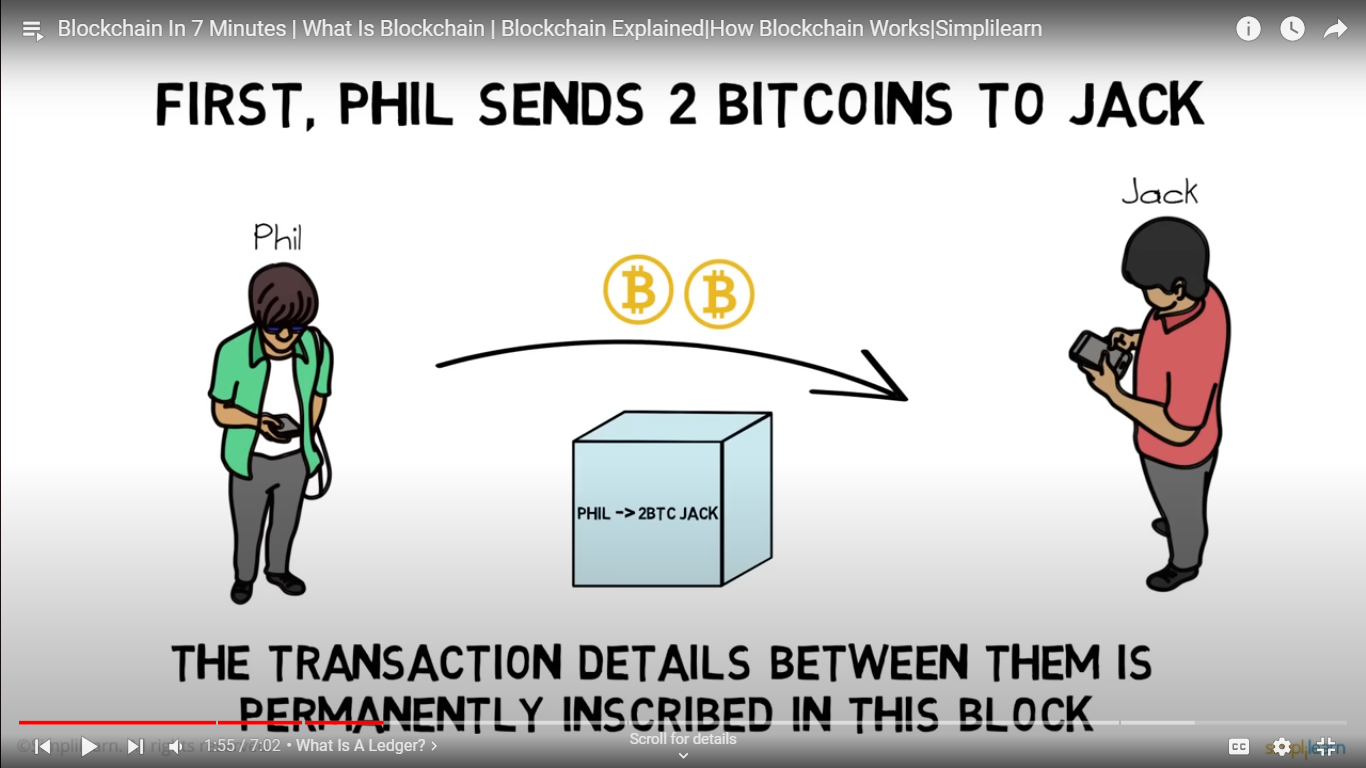 Blockchain In 7 Minutes | What Is Blockchain | Blockchain Explained|How Blockchain Works|Simplilearn
FIRST, PHIL SENDS 2 BITCOINS TO JACK
Jack
Phil
PHIL -> 2BTC JACK
THE TRANSACTION DETAILS BETWEEN THEM IS
PERMANENTLY INSCRIBED IN THIS BLOCK
Scroll for details
1:55 / 7:02 • What Is A Ledger? >
CC
simplilearn